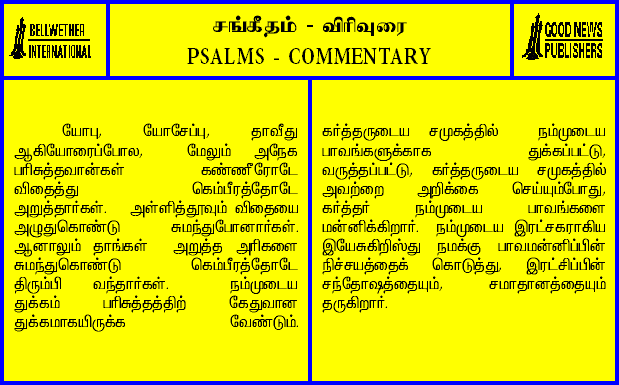 BELLWETHER
INTERNATIONAL
சங்கீதம் - விரிவுரை
PSALMS - COMMENTARY
GOOD NEWS
PUBLISHERS
யோபு, யோசேப்பு, தாவீது
ஆகியோரைப்போல, மேலும் அநேக
பரிசுத்தவான்கள் கண்ணீரோடே
விதைத்து கெம்பீரத்தோடே
அறுத்தார்கள். அள்ளித்தூவும் விதையை
அழுதுகொண்டு சுமந்துபோனார்கள்.
ஆனாலும் தாங்கள் அறுத்த அரிகளை
சுமந்துகொண்டு கெம்பீரத்தோடே
திரும்பி வந்தார்கள். நம்முடைய
துக்கம் பரிசுத்தத்திற் கேதுவான
துக்கமாகயிருக்க வேண்டும்.
கர்த்தருடைய சமுகத்தில் நம்முடைய
பாவங்களுக்காக துக்கப்பட்டு,
வருத்தப்பட்டு, கர்த்தருடைய சமுகத்தில்
அவற்றை அறிக்கை செய்யும்போது,
கர்த்தர் நம்முடைய பாவங்களை
மன்னிக்கிறார். நம்முடைய இரட்சகராகிய
இயேசுகிறிஸ்து நமக்கு பாவமன்னிப்பின்
நிச்சயத்தைக் கொடுத்து, இரட்சிப்பின்
சந்தோஷத்தையும், சமாதானத்தையும்
தருகிறார்.